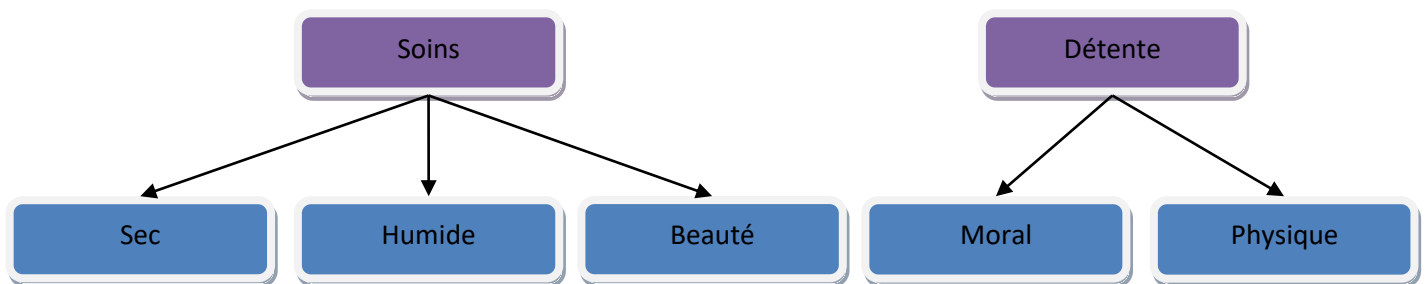 Soins
Détente
Sec
Humide
Beauté
Moral
Physique